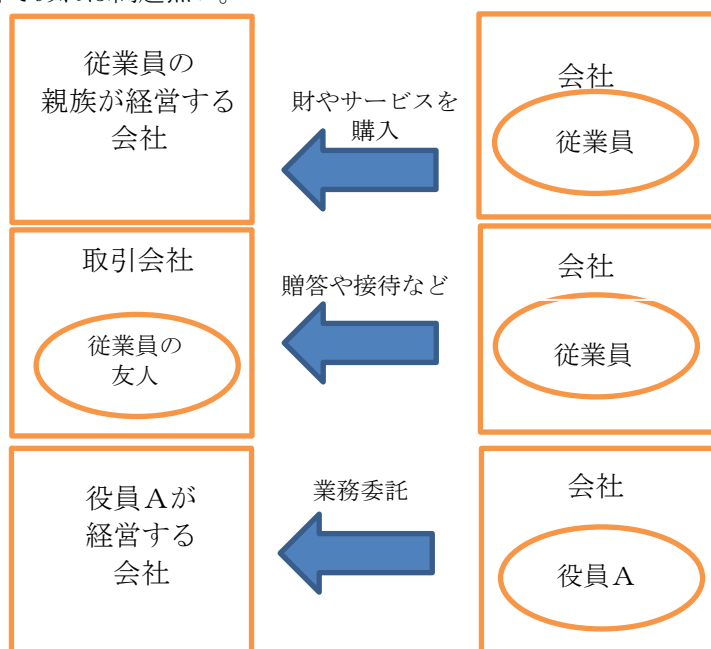 従業員の
親族が経営する
会社
財やサービスを
購入
会社
従業員
取引会社
従業員の
友人
贈答や接待など
会社
従業員
役員Aが
経営する
会社
業務委託
会社
役員A